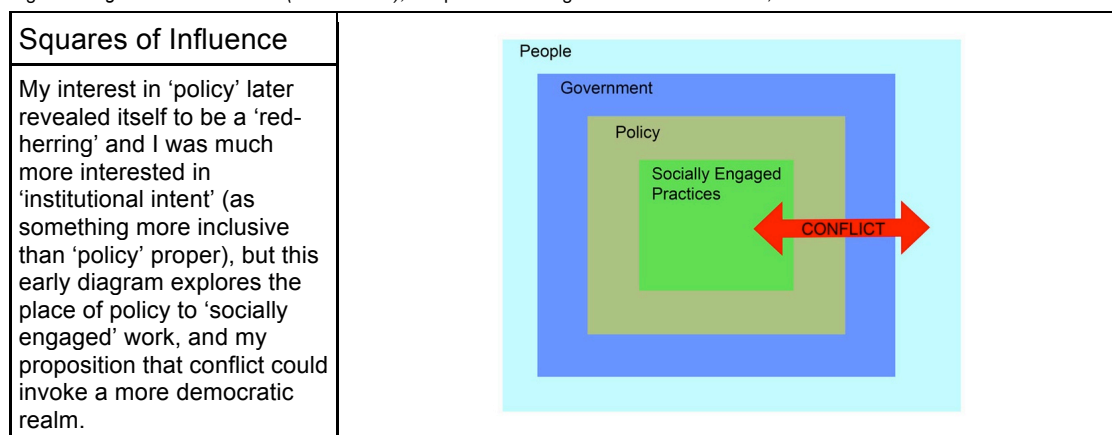 Squares of Influence
My interest in ‘policy’ later
revealed itself to be a ‘red-
herring’ and I was much
more interested in
‘institutional intent’ (as
something more inclusive
than ‘policy’ proper), but this
early diagram explores the
place of policy to ‘socially
engaged’ work, and my
proposition that conflict could
invoke a more democratic
realm.
People
Government
Policy
Socially Engaged
Practices
CONFLICT